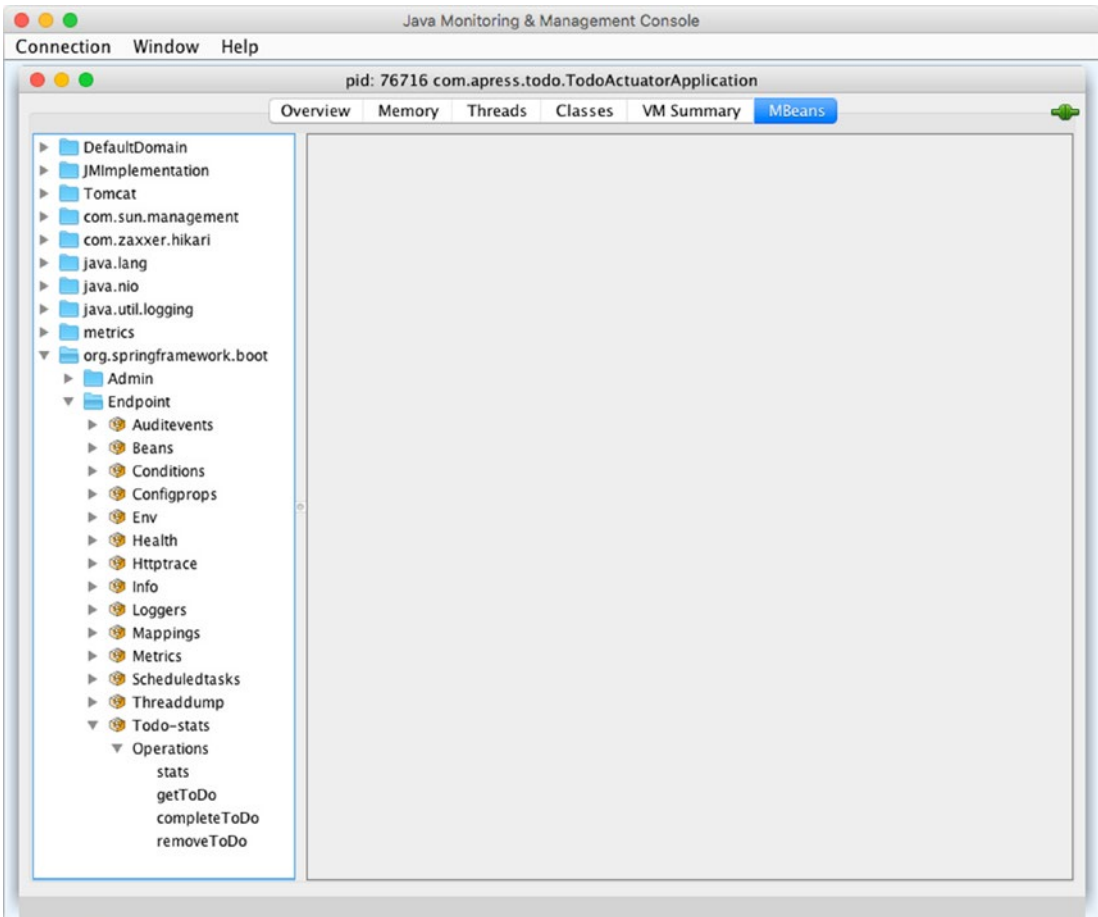 Java Monitoring & Management Console
Connection Window Help
pid: 76716 com.apress.todo.TodoActuatorApplication
Overview Memory Threads Classes VM Summary MBeans
DefaultDomain
JMImplementation
Tomcat
com.sun.management
com.zaxxer.hikari
java.lang
java.nio
java.util.logging
metrics
org.springframework.boot
Admin
Endpoint
Auditevents
Beans
Conditions
Configprops
Env
Health
Httptrace
Info
Loggers
Mappings
Metrics
Scheduledtasks
Threaddump
Todo-stats
Operations
stats
getToDo
completeToDo
removeToDo